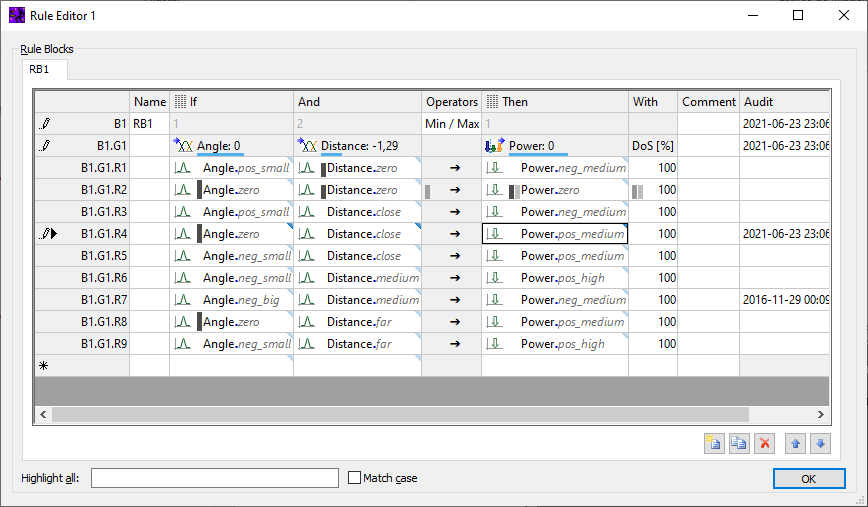 Rule Editor 1
Rule Blocks
RB1
Name If And Operators Then With Comment Audit
B1 RB1 1 2 Min / Max 1 2021-06-23 23:06
B1.G1 Angle: 0 Distance: -1,29 Power: 0 DoS [%] 2021-06-23 23:06
B1.G1.R1 Angle.pos_small Distance.zero ➔ Power.neg_medium 100
B1.G1.R2 Angle.zero Distance.zero ➔ Power.zero 100
B1.G1.R3 Angle.pos_small Distance.close ➔ Power.neg_medium 100
B1.G1.R4 Angle.zero Distance.close ➔ Power.pos_medium 100 2021-06-23 23:06
B1.G1.R5 Angle.neg_small Distance.close ➔ Power.pos_medium 100
B1.G1.R6 Angle.neg_small Distance.medium ➔ Power.pos_high 100
B1.G1.R7 Angle.neg_big Distance.medium ➔ Power.neg_medium 100 2016-11-29 00:09
B1.G1.R8 Angle.zero Distance.far ➔ Power.pos_medium 100
B1.G1.R9 Angle.neg_small Distance.far ➔ Power.pos_high 100
Highlight all: Match case OK